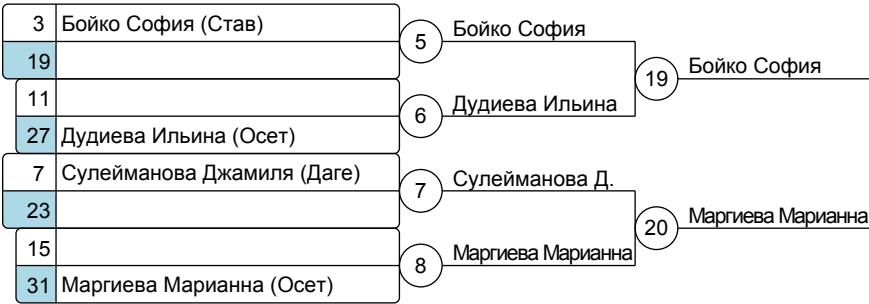 3 Бойко София (Став)
19
11
27 Дудиева Ильина (Осет)
7 Сулейманова Джамиля (Даге)
23
15
31 Маргиева Марианна (Осет)
5 Бойко София
6 Дудиева Ильина
7 Сулейманова Д.
8 Маргиева Марианна
19 Бойко София
20 Маргиева Марианна